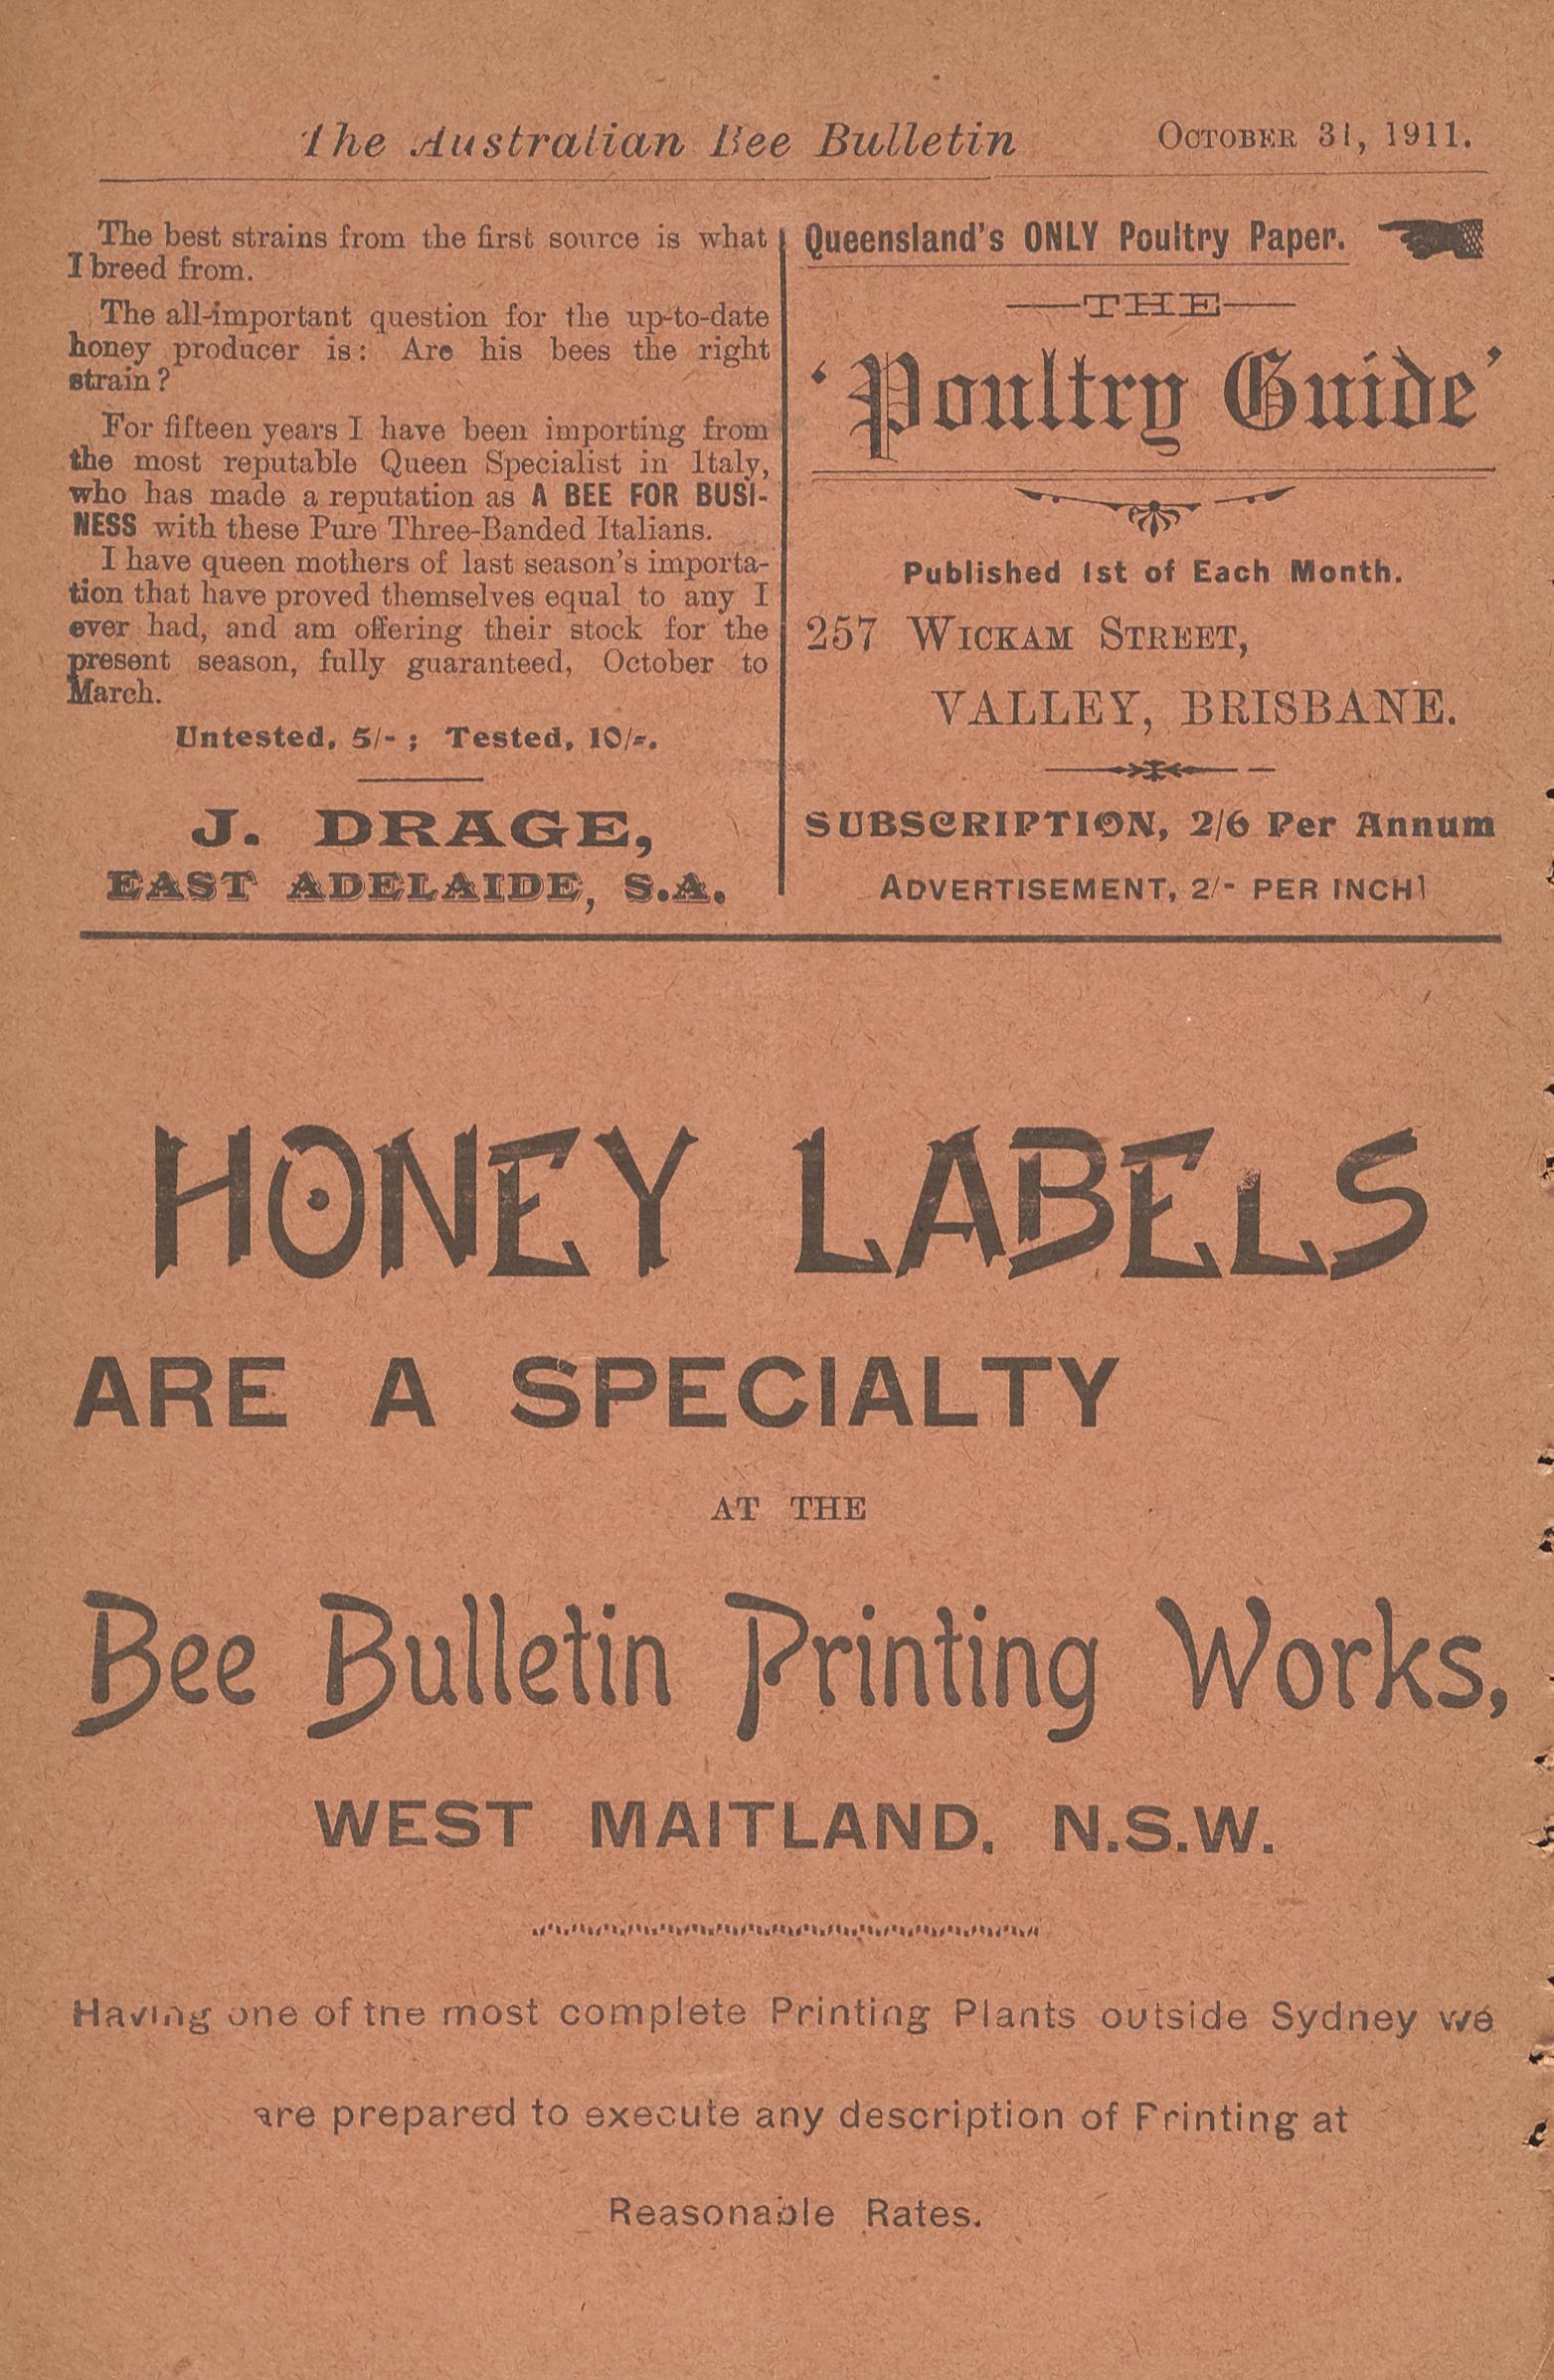 The Australian Bee Bulletin OCTOBER 31, 1911.
The best strains from the first source is what
I breed from.
The all-important question for the up-to-date
honey producer is: Are his bees the right
strain?
For fifteen years I have been importing from
the most reputable Queen Specialist in Italy,
who has made a reputation as A BEE FOR BUSI-
NESS with these Pure Three-Banded Italians.
I have queen mothers of last season's importa-
tion that have proved themselves equal to any I
ever had, and am offering their stock for the
present season, fully guaranteed, October to
March.
Untested, 5/- ; Tested, 10/-.
J. DRAGE,
EAST ADELAIDE, S.A.
Queensland's ONLY Poultry Paper.
THE
'Poultry Guide'
Published 1st of Each Month.
257 WICKAM STREET,
VALLEY, BRISBANE.
SUBSCRIPTION, 2/6 Per Annum
ADVERTISEMENT, 2/- PER INCH
HONEY LABELS
ARE A SPECIALTY
AT THE
Bee Bulletin Printing Works,
WEST MAITLAND, N.S.W.
Having one of the most complete Printing Plants outside Sydney we
are prepared to execute any description of Printing at
Reasonable Rates.